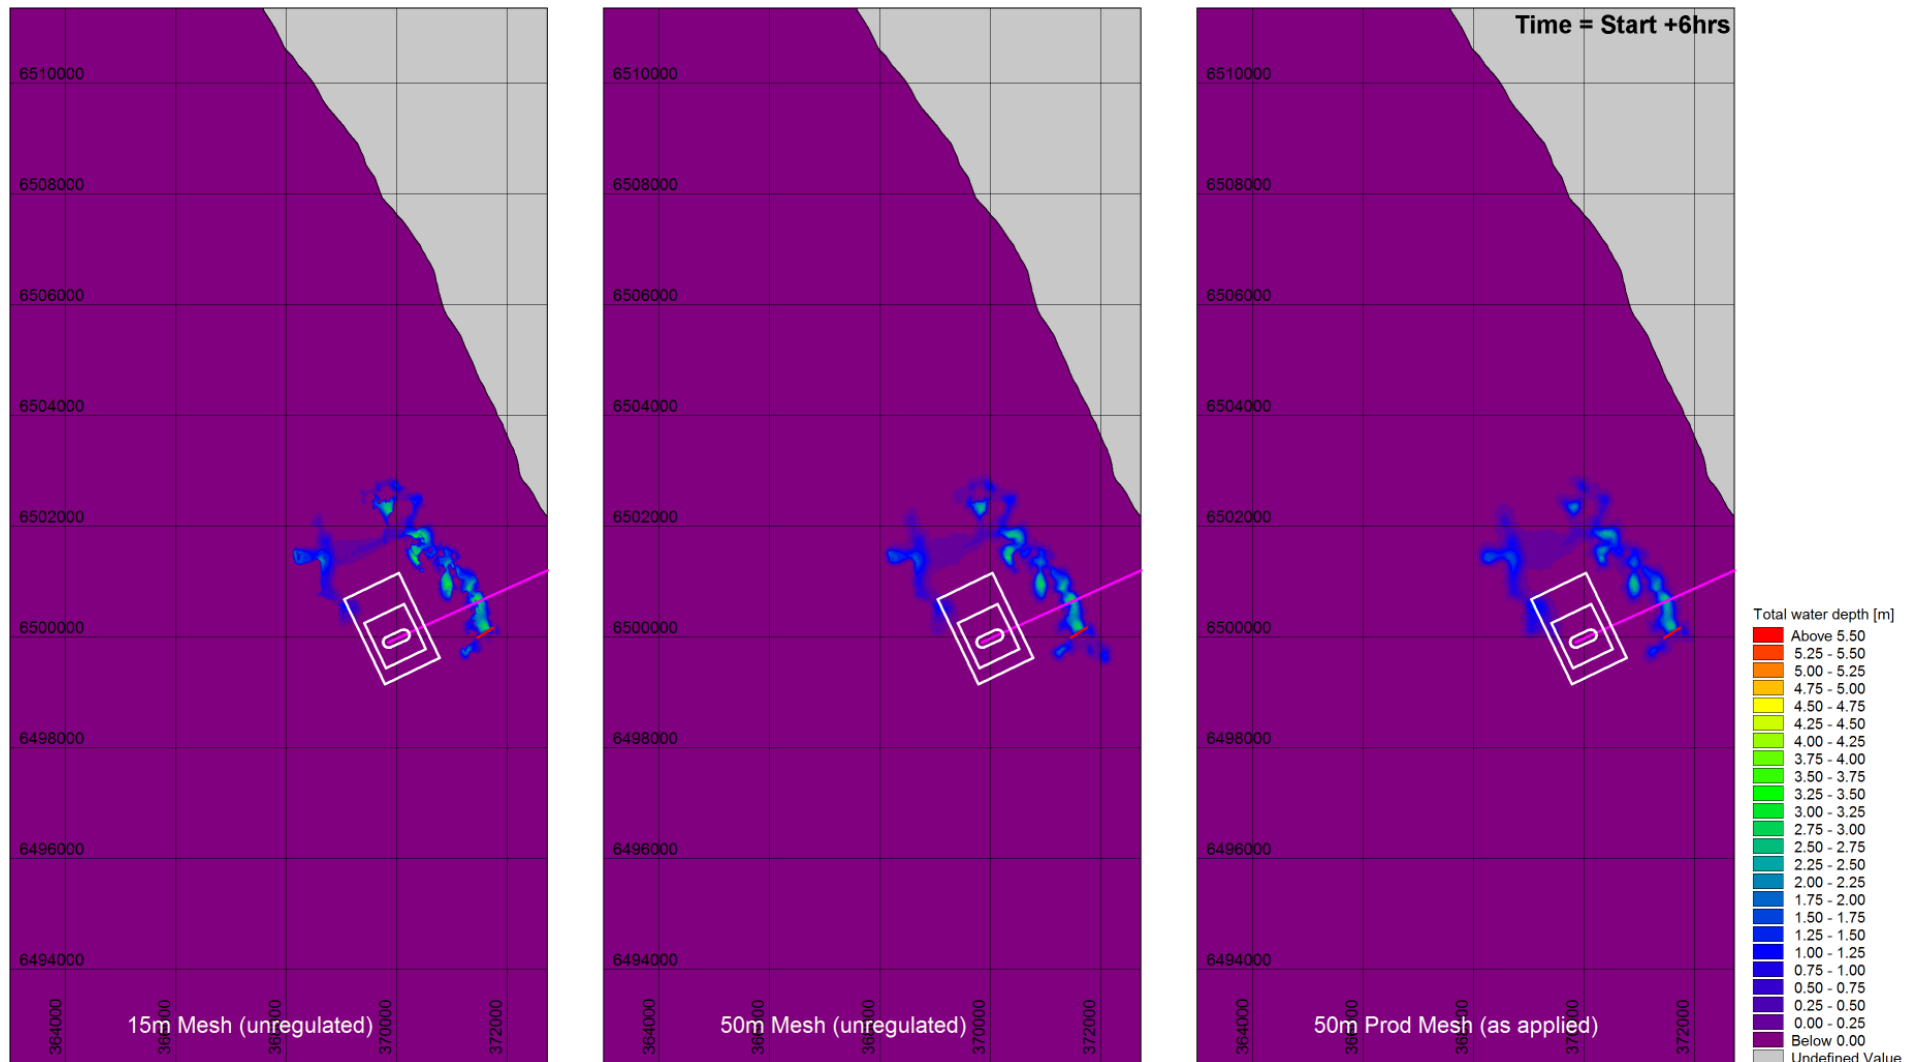 Time = Start +6hrs
6510000
6508000
6506000
6504000
6502000
6500000
6498000
6496000
6494000
364000
370000
372000
15m Mesh (unregulated)
6510000
6508000
6506000
6504000
6502000
6500000
6498000
6496000
6494000
364000
370000
372000
50m Mesh (unregulated)
6510000
6508000
6506000
6504000
6502000
6500000
6498000
6496000
6494000
364000
370000
372000
50m Prod Mesh (as applied)
Total water depth [m]
Above 5.50
5.25 - 5.50
5.00 - 5.25
4.75 - 5.00
4.50 - 4.75
4.25 - 4.50
4.00 - 4.25
3.75 - 4.00
3.50 - 3.75
3.25 - 3.50
3.00 - 3.25
2.75 - 3.00
2.50 - 2.75
2.25 - 2.50
2.00 - 2.25
1.75 - 2.00
1.50 - 1.75
1.25 - 1.50
1.00 - 1.25
0.75 - 1.00
0.50 - 0.75
0.25 - 0.50
0.00 - 0.25
Below 0.00
Undefined Value